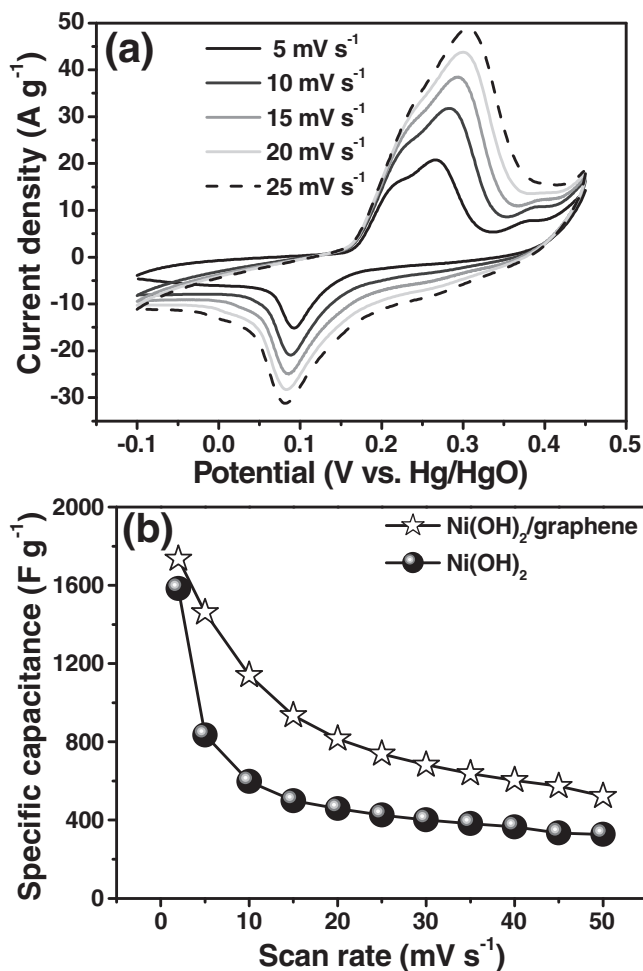 (a)
5 mV s⁻¹
10 mV s⁻¹
15 mV s⁻¹
20 mV s⁻¹
25 mV s⁻¹
50
40
30
20
10
0
-10
-20
-30
Current density (A g⁻¹)
-0.1 0.0 0.1 0.2 0.3 0.4 0.5
Potential (V vs. Hg/HgO)
(b)
Ni(OH)₂/graphene
Ni(OH)₂
2000
1600
1200
800
400
0
Specific capacitance (F g⁻¹)
0 10 20 30 40 50
Scan rate (mV s⁻¹)